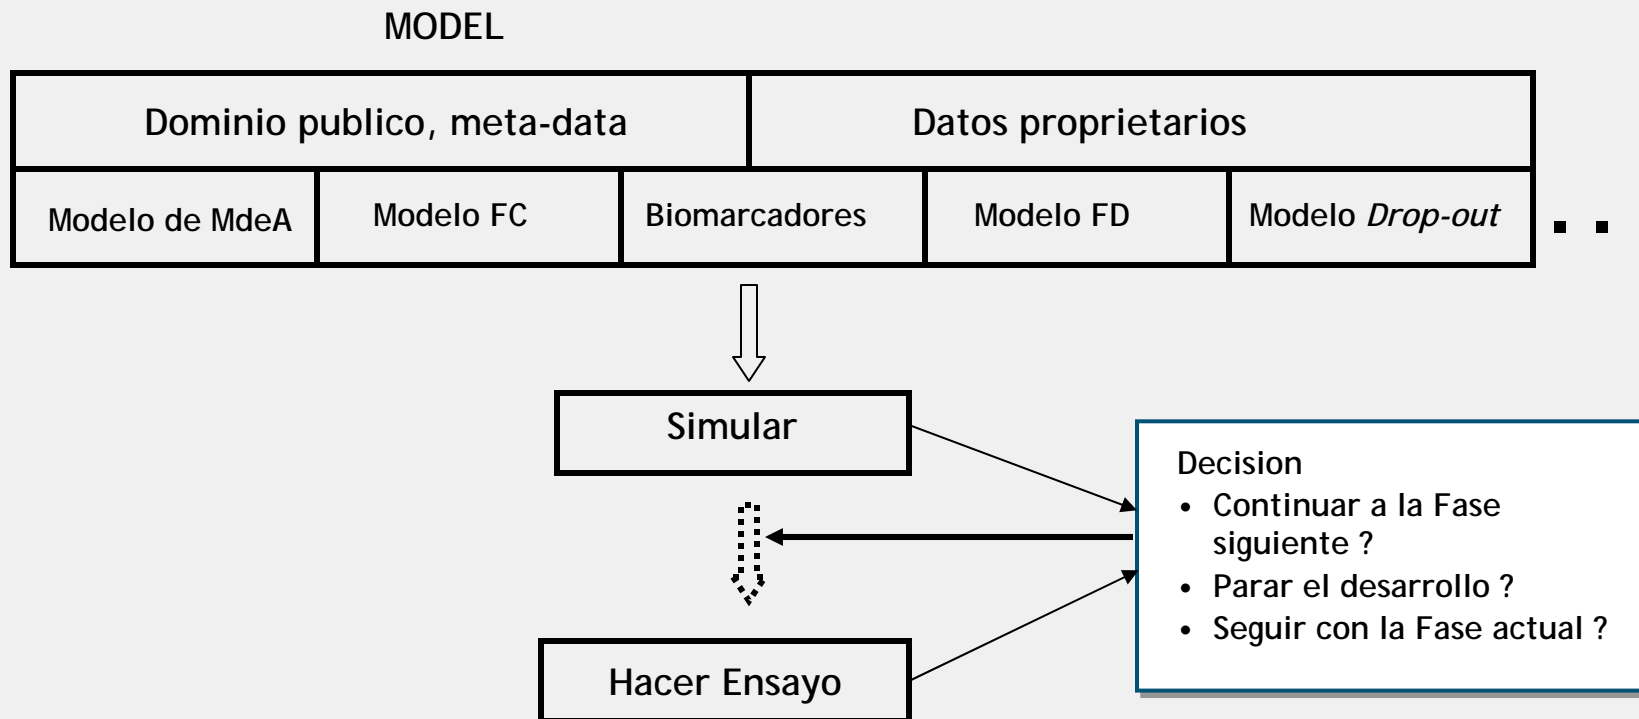 MODEL
Dominio publico, meta-data
Datos proprietarios
Modelo de MdeA
Modelo FC
Biomarcadores
Modelo FD
Modelo Drop-out
. .
Simular
Decision
• Continuar a la Fase
siguiente ?
• Parar el desarrollo ?
• Seguir con la Fase actual ?
Hacer Ensayo